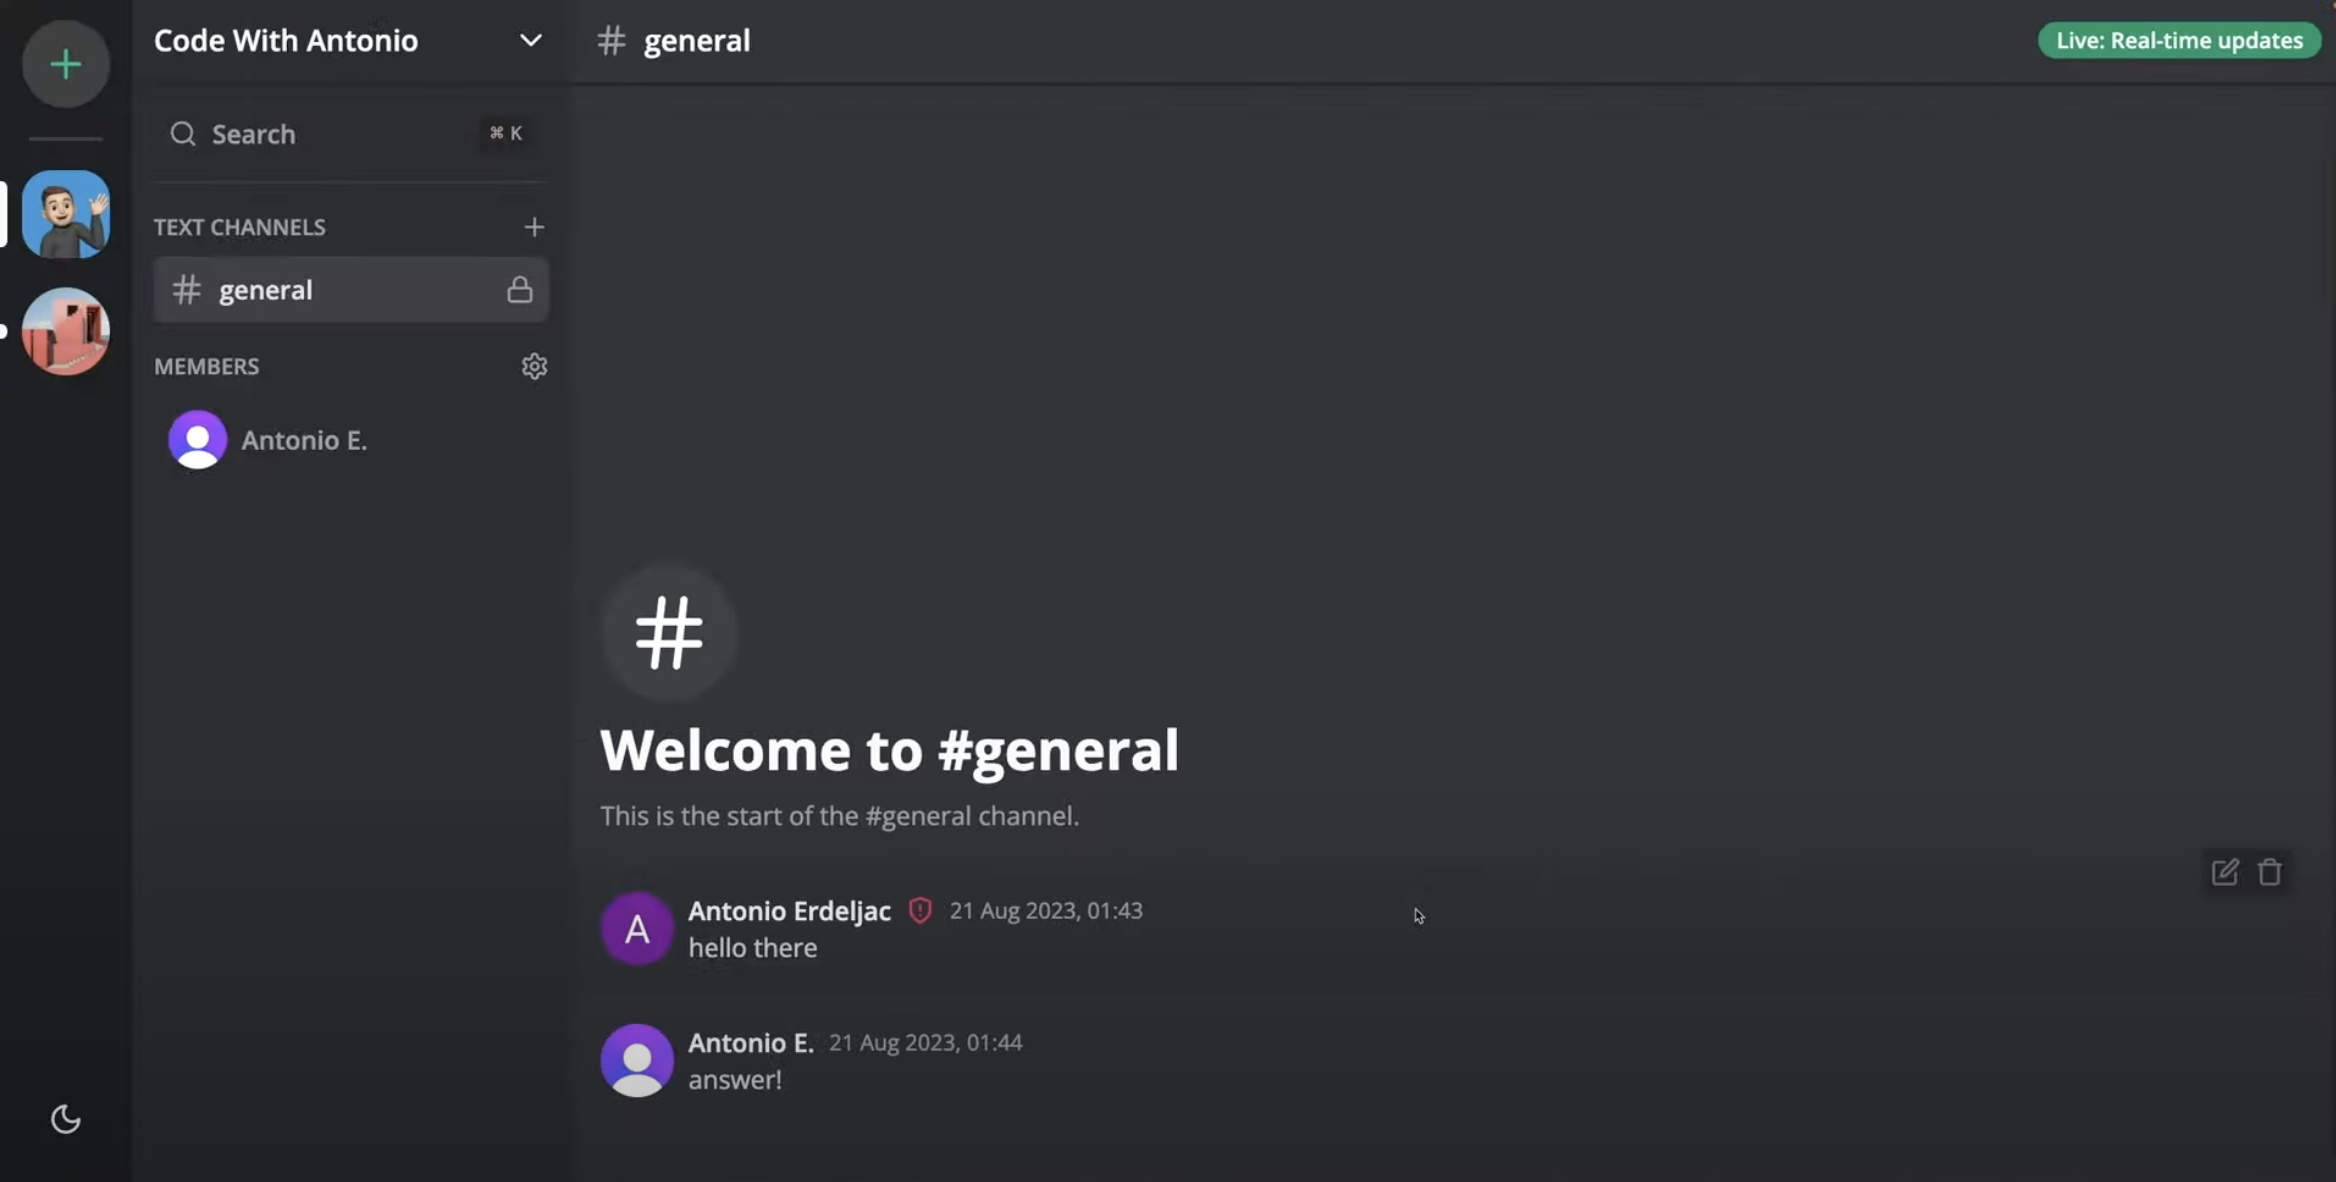 Code With Antonio
Search
⌘ K
TEXT CHANNELS
# general
MEMBERS
Antonio E.
# general
Live: Real-time updates
#
Welcome to #general
This is the start of the #general channel.
A
Antonio Erdeljac 21 Aug 2023, 01:43
hello there
Antonio E. 21 Aug 2023, 01:44
answer!